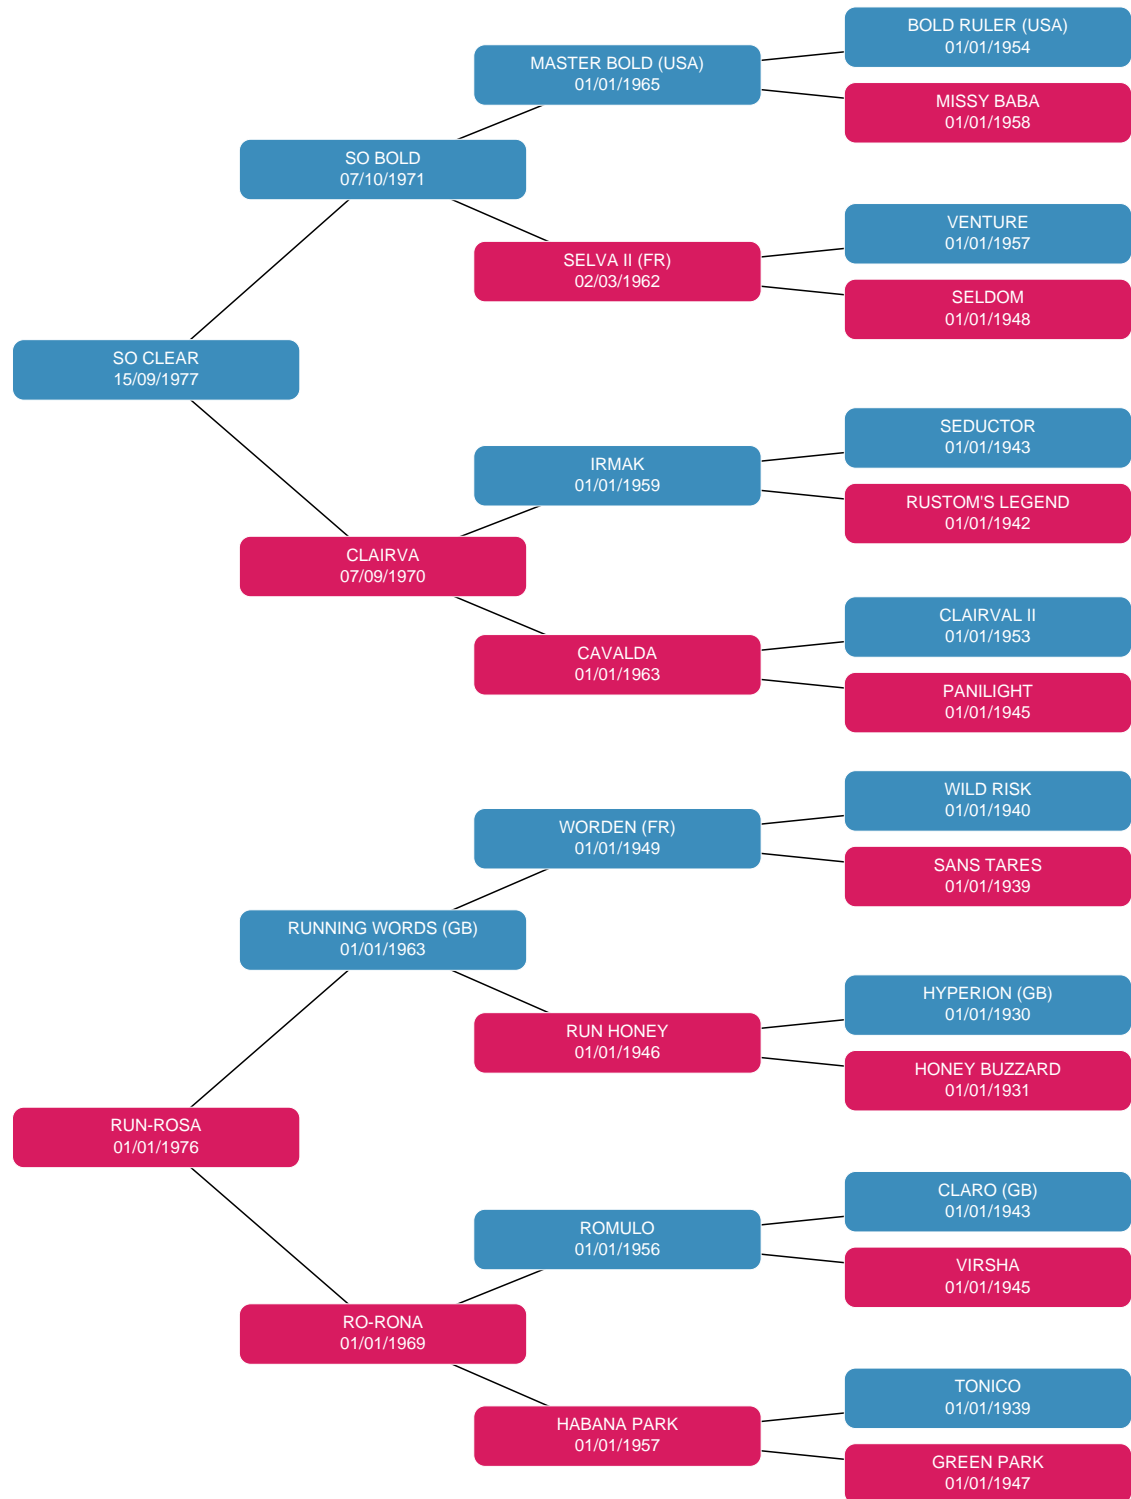 BOLD RULER (USA)
01/01/1954
MASTER BOLD (USA)
01/01/1965
MISSY BABA
01/01/1958
SO BOLD
07/10/1971
VENTURE
01/01/1957
SELVA II (FR)
02/03/1962
SELDOM
01/01/1948
SO CLEAR
15/09/1977
SEDUCTOR
01/01/1943
IRMAK
01/01/1959
RUSTOM'S LEGEND
01/01/1942
CLAIRVA
07/09/1970
CLAIRVAL II
01/01/1953
CAVALDA
01/01/1963
PANILIGHT
01/01/1945
WILD RISK
01/01/1940
WORDEN (FR)
01/01/1949
SANS TARES
01/01/1939
RUNNING WORDS (GB)
01/01/1963
HYPERION (GB)
01/01/1930
RUN HONEY
01/01/1946
HONEY BUZZARD
01/01/1931
RUN-ROSA
01/01/1976
CLARO (GB)
01/01/1943
ROMULO
01/01/1956
VIRSHA
01/01/1945
RO-RONA
01/01/1969
TONICO
01/01/1939
HABANA PARK
01/01/1957
GREEN PARK
01/01/1947